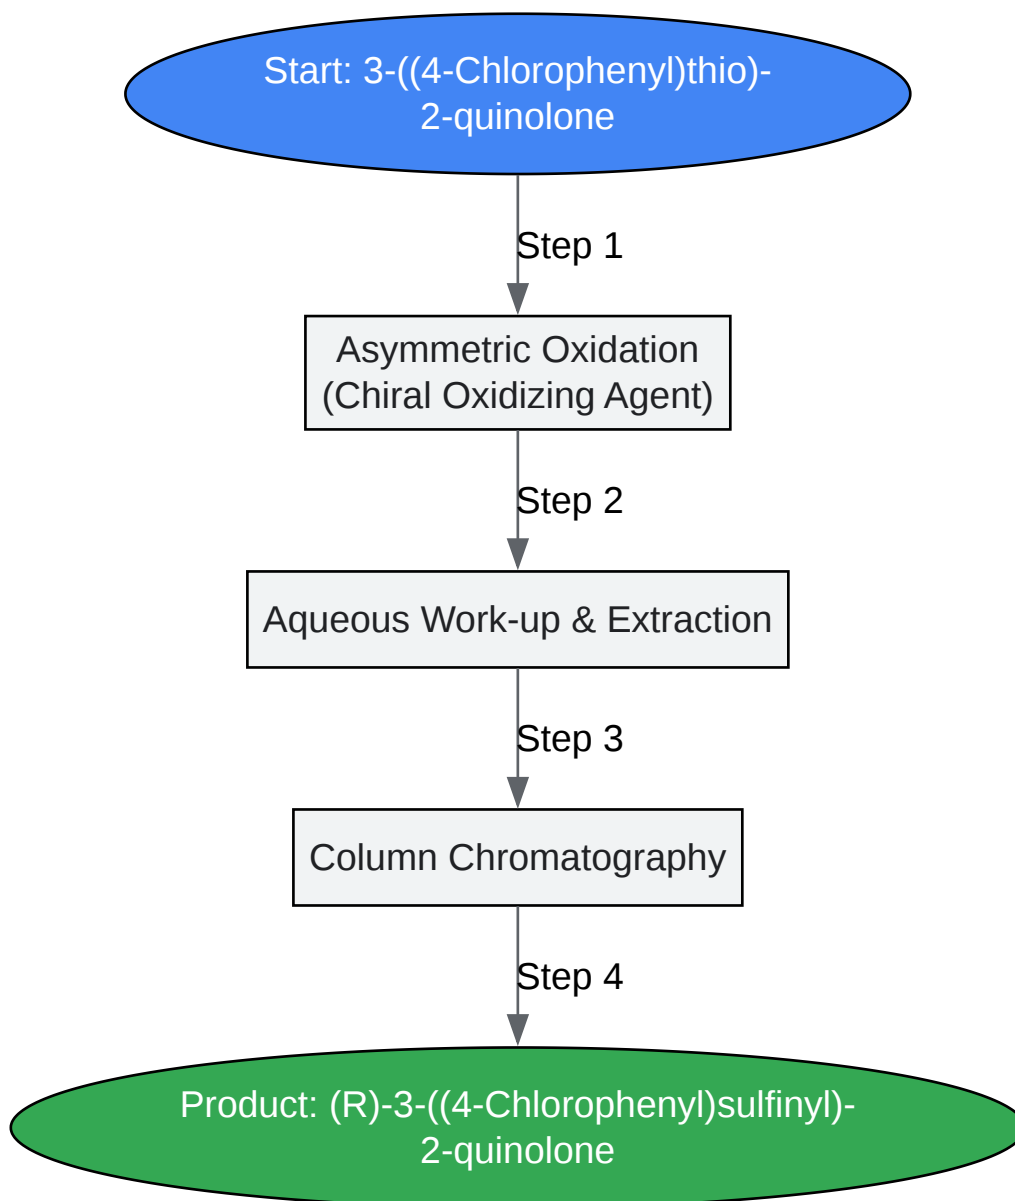 Start: 3-((4-Chlorophenyl)thio)-
2-quinolone
Step 1
Asymmetric Oxidation
(Chiral Oxidizing Agent)
Step 2
Aqueous Work-up & Extraction
Step 3
Column Chromatography
Step 4
Product: (R)-3-((4-Chlorophenyl)sulfinyl)-
2-quinolone